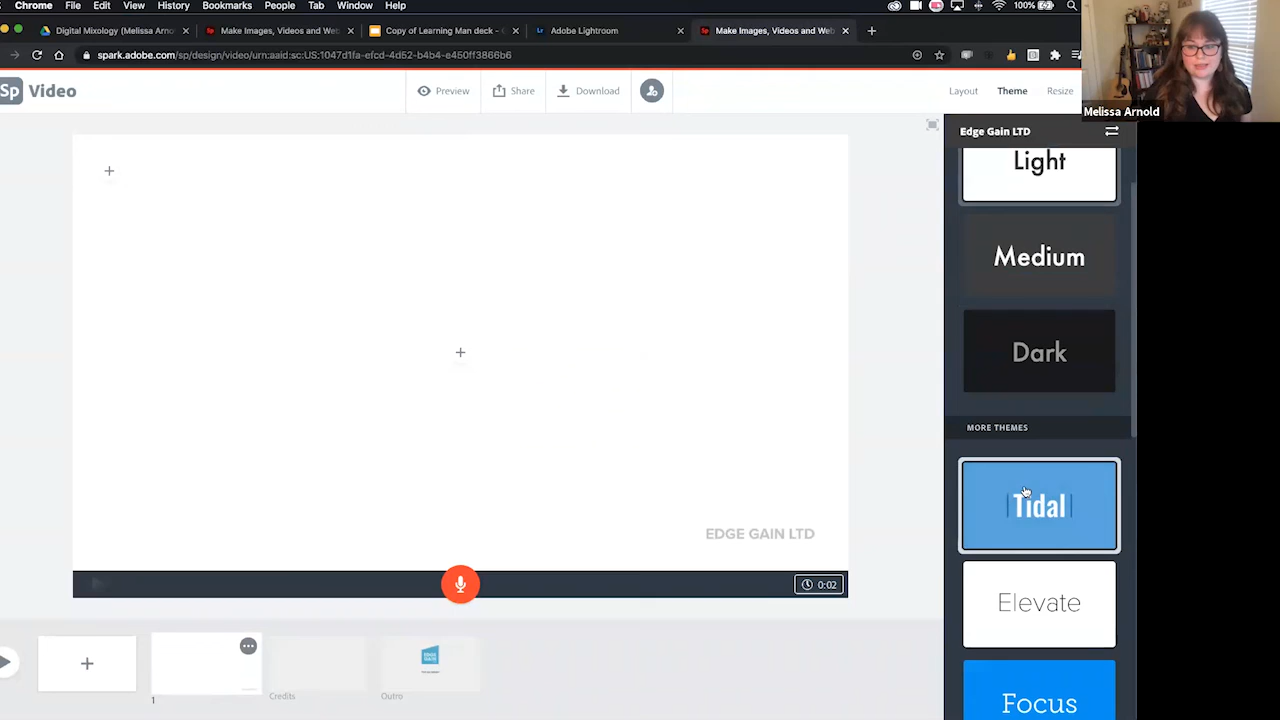 Chrome File Edit View History Bookmarks People Tab Window Help 100%
Digital Mixology (Melissa Arno Make Images, Videos and Web Copy of Learning Man deck - G Adobe Lightroom Make Images, Videos and Web
spark.adobe.com/sp/design/video/urn:aaid:sc:US:1047d1fa-efcd-4d52-b4b4-e450ff3866b6
Sp Video Preview Share Download Layout Theme Resize
Melissa Arnold
Edge Gain LTD
Light
Medium
Dark
MORE THEMES
Tidal
Elevate
Focus
EDGE GAIN LTD
0:02
1 Credits Outro